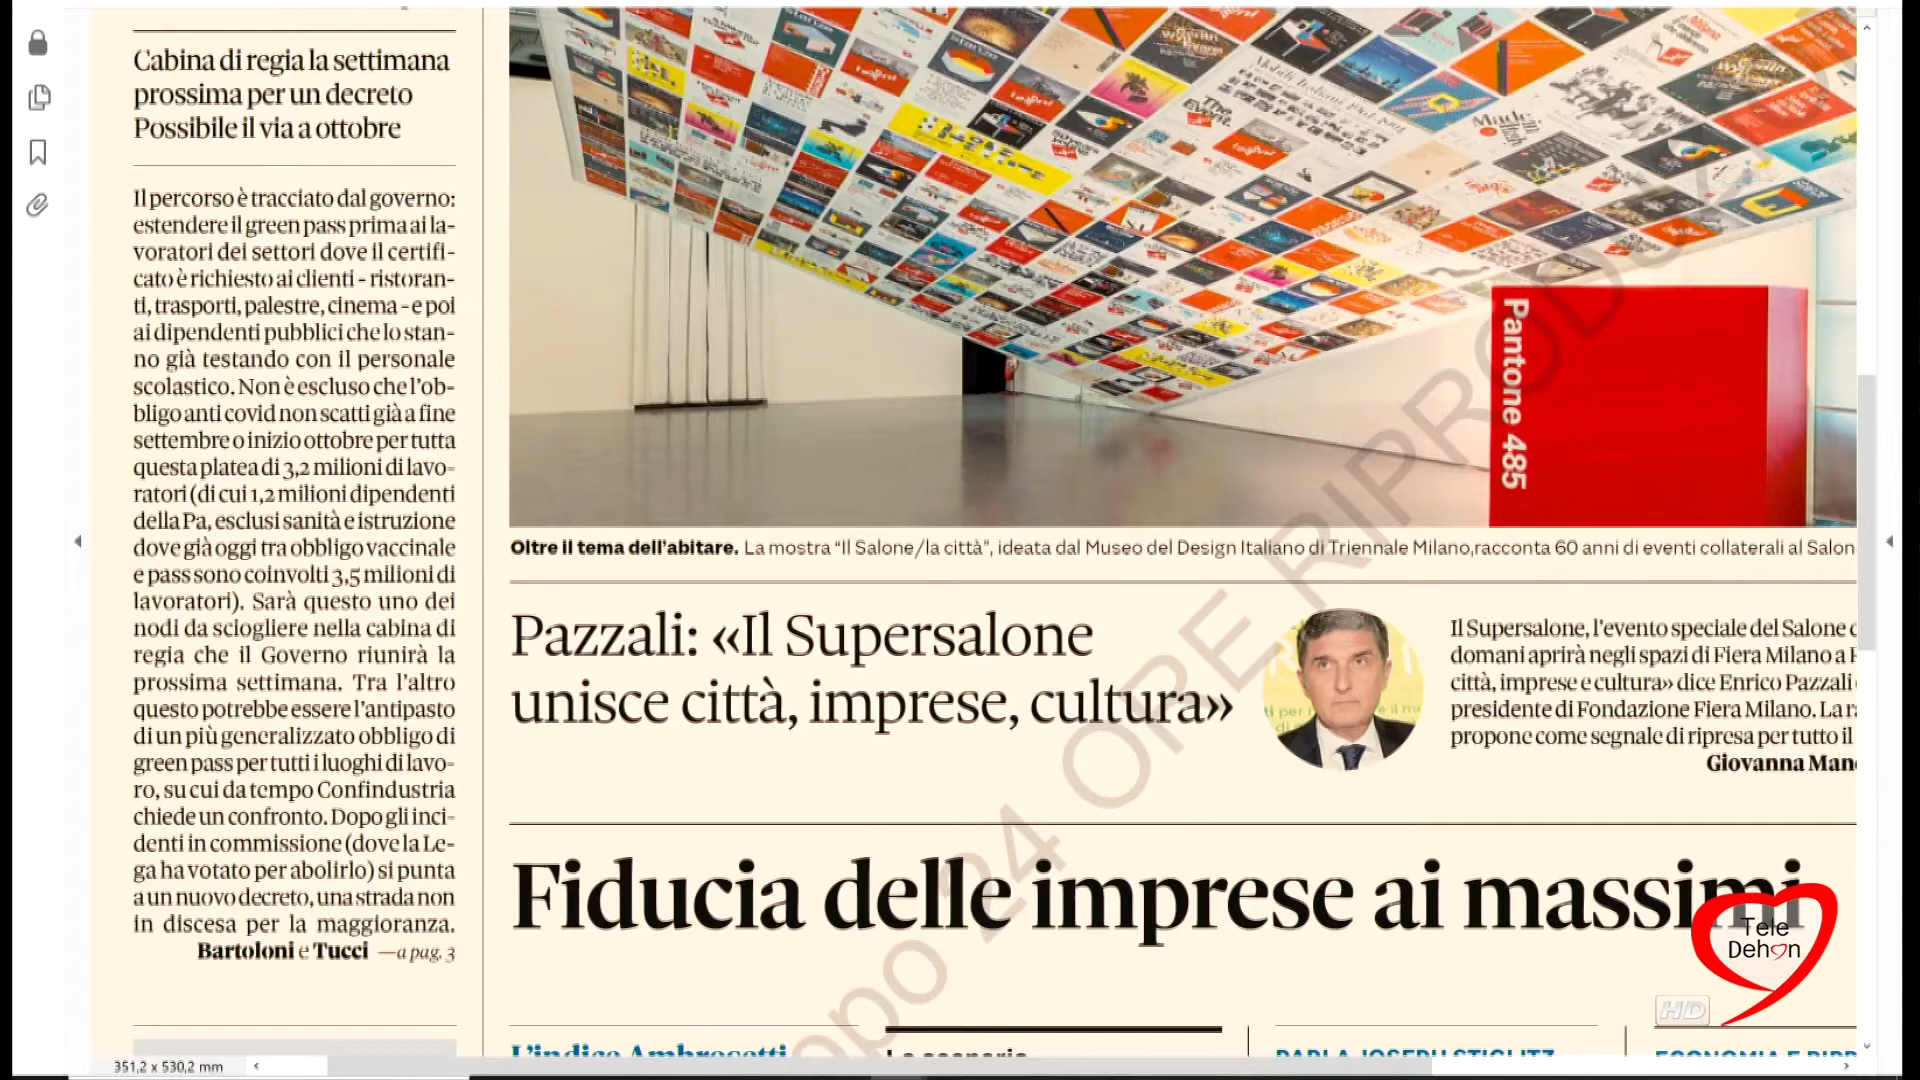 Cabina di regia la settimana
prossima per un decreto
Possibile il via a ottobre
Il percorso è tracciato dal governo:
estendere il green pass prima ai la-
voratori dei settori dove il certifi-
cato è richiesto ai clienti - ristoran-
ti, trasporti, palestre, cinema - e poi
ai dipendenti pubblici che lo stan-
no già testando con il personale
scolastico. Non è escluso che l'ob-
bligo anti covid non scatti già a fine
settembre o inizio ottobre per tutta
questa platea di 3,2 milioni di lavo-
ratori (di cui 1,2 milioni dipendenti
della Pa, esclusi sanità e istruzione
dove già oggi tra obbligo vaccinale
e pass sono coinvolti 3,5 milioni di
lavoratori). Sarà questo uno dei
nodi da sciogliere nella cabina di
regia che il Governo riunirà la
prossima settimana. Tra l'altro
questo potrebbe essere l'antipasto
di un più generalizzato obbligo di
green pass per tutti i luoghi di lavo-
ro, su cui da tempo Confindustria
chiede un confronto. Dopo gli inci-
denti in commissione (dove la Le-
ga ha votato per abolirlo) si punta
a un nuovo decreto, una strada non
in discesa per la maggioranza.
Bartoloni e Tucci —a pag. 3
The Event.
Pantone 485
Oltre il tema dell'abitare. La mostra "Il Salone/la città", ideata dal Museo del Design Italiano di Triennale Milano,racconta 60 anni di eventi collaterali al Salon
Pazzali: «Il Supersalone
unisce città, imprese, cultura»
Il Supersalone, l'evento speciale del Salone
domani aprirà negli spazi di Fiera Milano a
città, imprese e cultura» dice Enrico Pazzali
presidente di Fondazione Fiera Milano. La
propone come segnale di ripresa per tutto il
Giovanna
Fiducia delle imprese ai massimi
Tele
Dehon
HD
L'indice Ambrosetti
Lo scenario
PARLA JOSEPH STIGLITZ
ECONOMIA E
24 ORE RIPRODU
351,2 x 530,2 mm